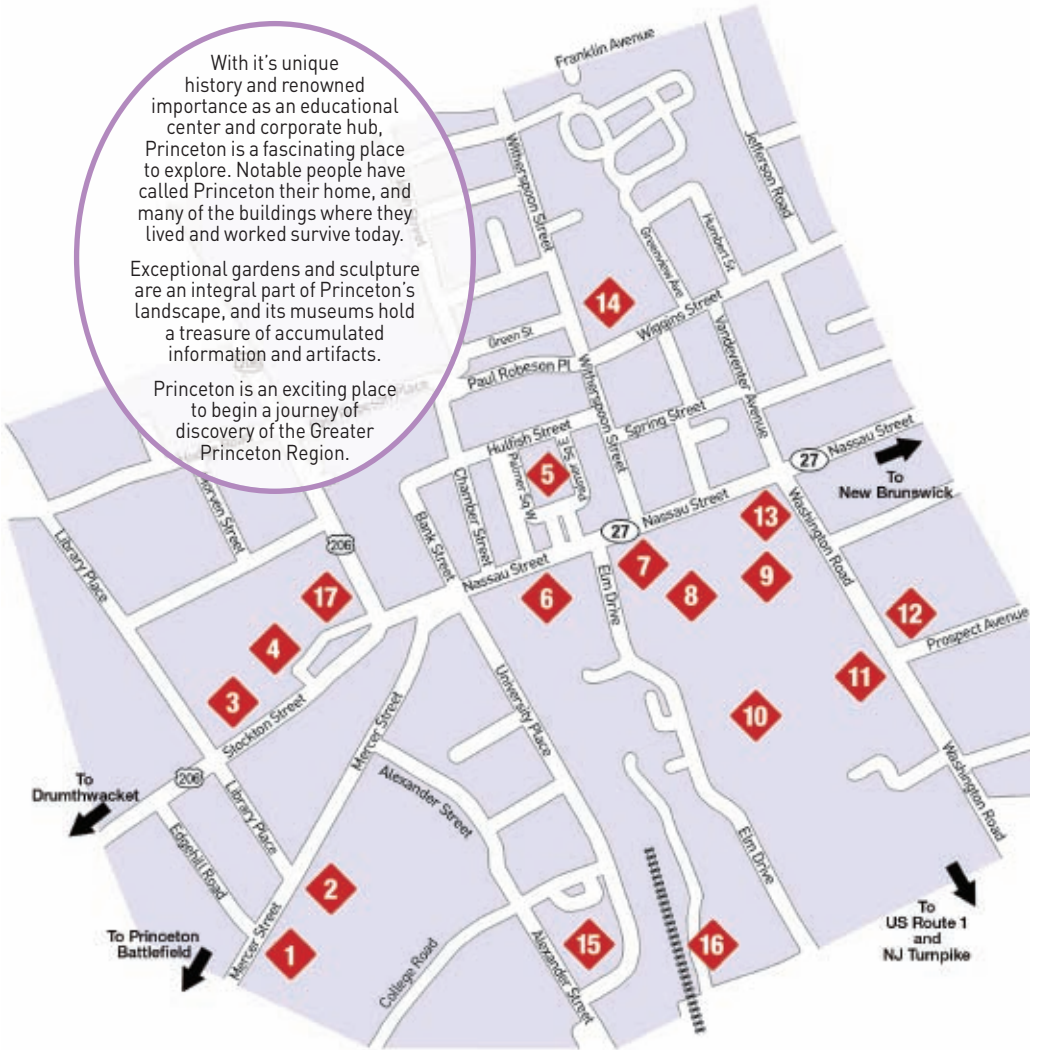 With it's unique
history and renowned
importance as an educational
center and corporate hub,
Princeton is a fascinating place
to explore. Notable people have
called Princeton their home, and
many of the buildings where they
lived and worked survive today.
Exceptional gardens and sculpture
are an integral part of Princeton's
landscape, and its museums hold
a treasure of accumulated
information and artifacts.
Princeton is an exciting place
to begin a journey of
discovery of the Greater
Princeton Region.
Franklin Avenue
Witherspoon Street
Jefferson Road
Humbert St
Greenview Ave
14
Wiggins Street
Green St
Paul Robeson Pl
Witherspoon Street
Vandeventer Avenue
Spring Street
Hulfish Street
Palmer Sq W
5
Palmer Sq E
Chamber Street
Bank Street
27
Nassau Street
To
New Brunswick
Nassau Street
27
13
Washington Road
Library Place
206
Nassau Street
7
6
Elm Drive
8
9
17
4
3
12
Prospect Avenue
11
10
Stockton Street
Mercer Street
University Place
To
Drumthwacket
206
Library Place
Alexander Street
Edgehill Road
Elm Drive
Washington Road
2
To Princeton
Battlefield
1
Mercer Street
College Road
Alexander Street
15
16
To
US Route 1
and
NJ Turnpike